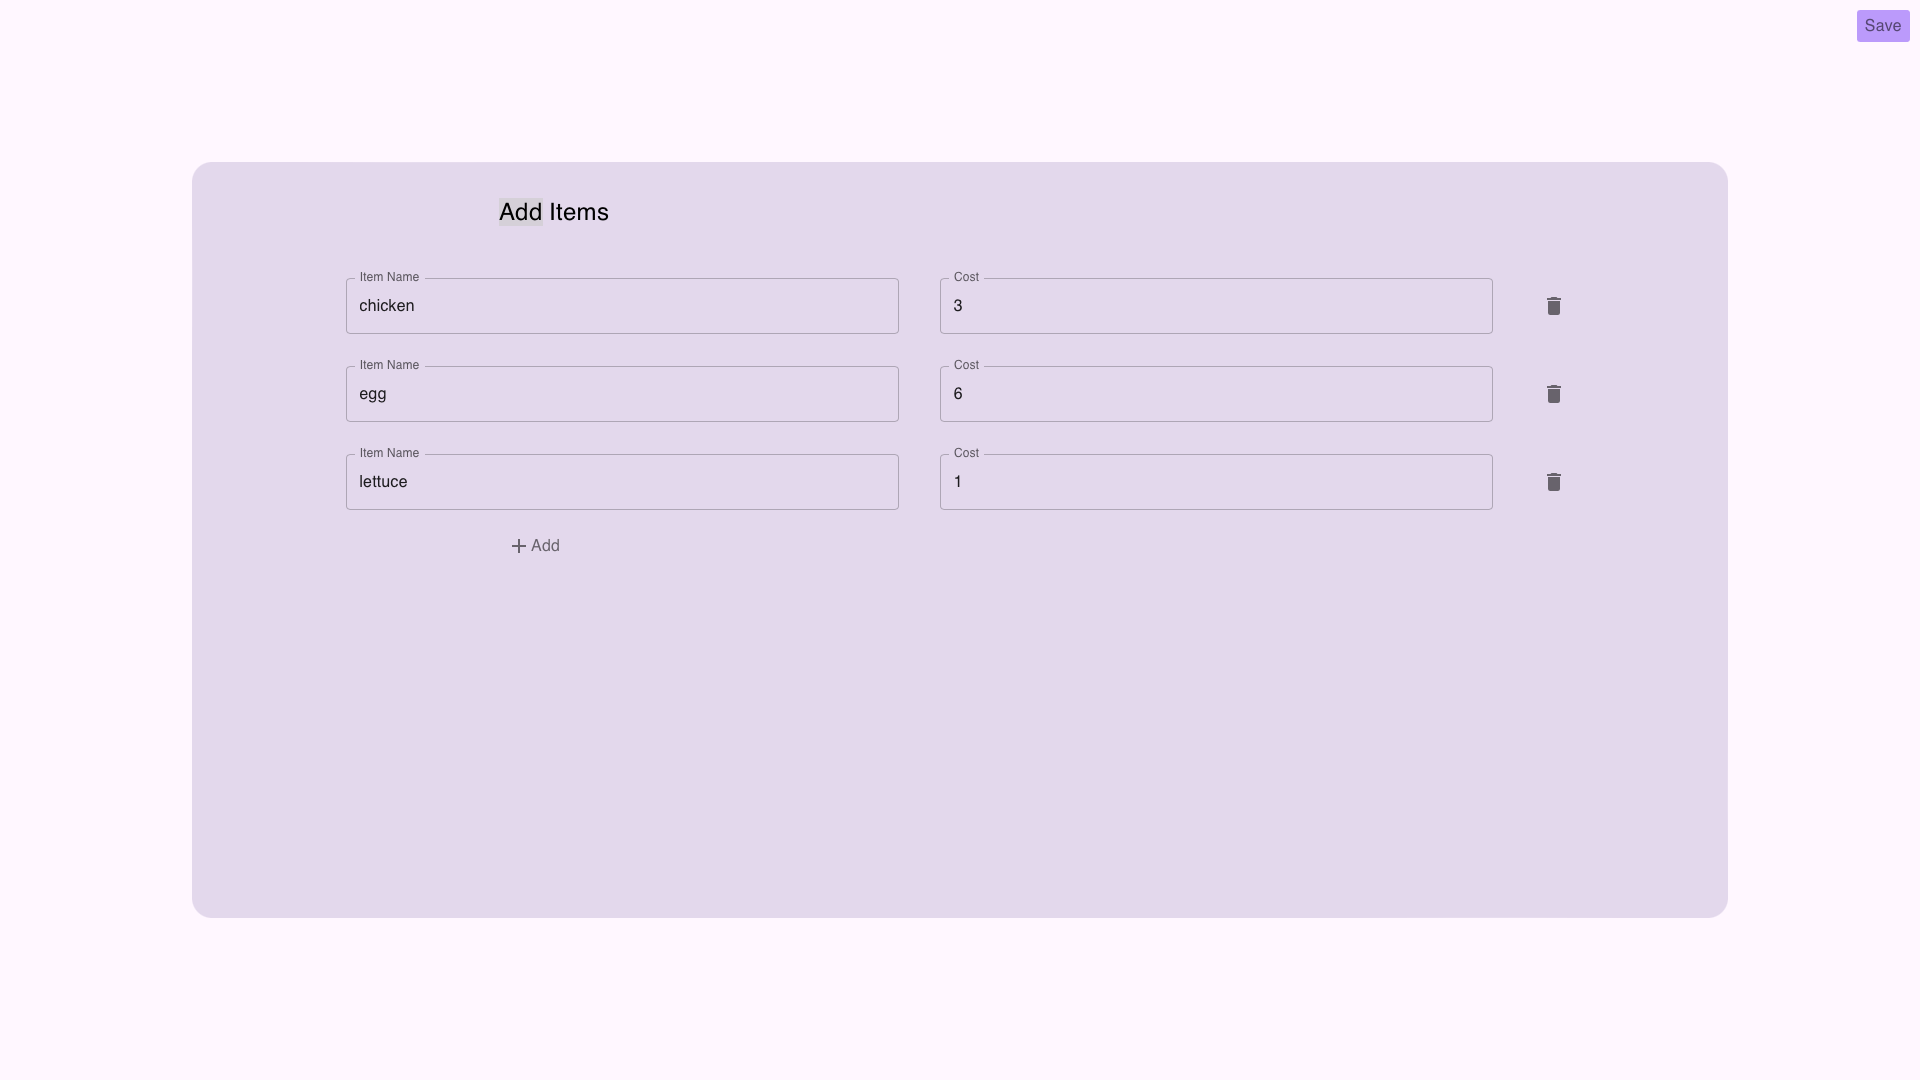 Save
Add Items
Item Name
Cost
chicken
3
Item Name
Cost
egg
6
Item Name
Cost
lettuce
1
Add